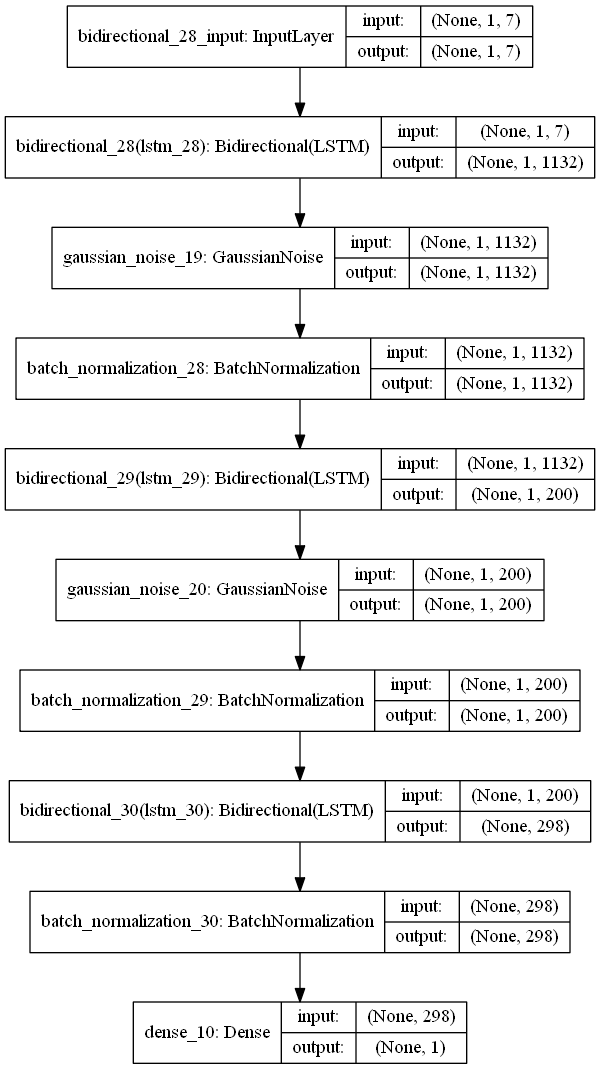 bidirectional_28_input: InputLayer
input:
(None, 1, 7)
output:
(None, 1, 7)
bidirectional_28(lstm_28): Bidirectional(LSTM)
input:
(None, 1, 7)
output:
(None, 1, 1132)
gaussian_noise_19: GaussianNoise
input:
(None, 1, 1132)
output:
(None, 1, 1132)
batch_normalization_28: BatchNormalization
input:
(None, 1, 1132)
output:
(None, 1, 1132)
bidirectional_29(lstm_29): Bidirectional(LSTM)
input:
(None, 1, 1132)
output:
(None, 1, 200)
gaussian_noise_20: GaussianNoise
input:
(None, 1, 200)
output:
(None, 1, 200)
batch_normalization_29: BatchNormalization
input:
(None, 1, 200)
output:
(None, 1, 200)
bidirectional_30(lstm_30): Bidirectional(LSTM)
input:
(None, 1, 200)
output:
(None, 298)
batch_normalization_30: BatchNormalization
input:
(None, 298)
output:
(None, 298)
dense_10: Dense
input:
(None, 298)
output:
(None, 1)